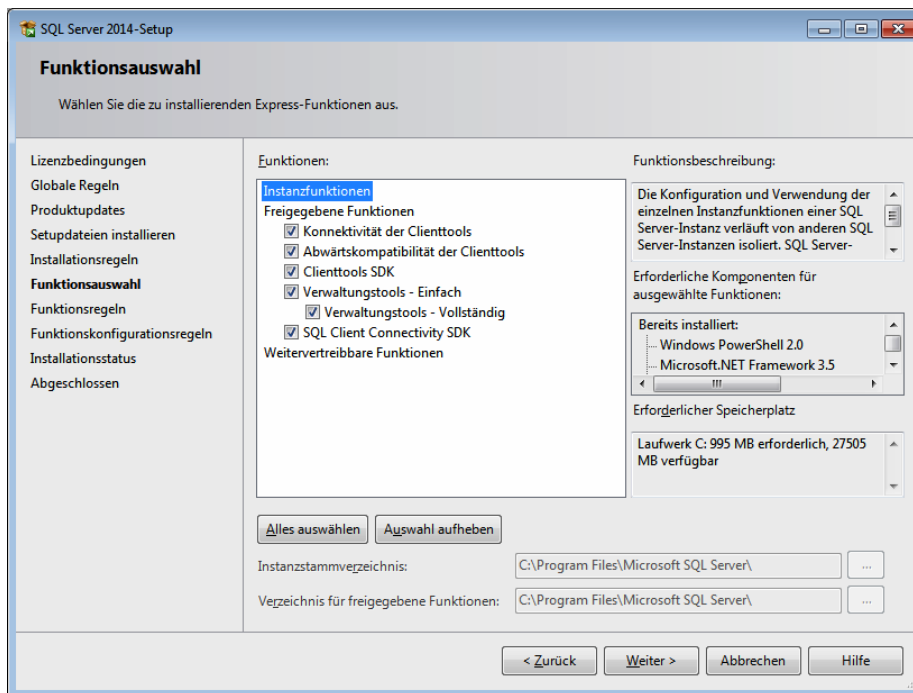 SQL Server 2014-Setup
Funktionsauswahl
Wählen Sie die zu installierenden Express-Funktionen aus.
Lizenzbedingungen
Globale Regeln
Produktupdates
Setupdateien installieren
Installationsregeln
Funktionsauswahl
Funktionsregeln
Funktionskonfigurationsregeln
Installationsstatus
Abgeschlossen
Funktionen:
Instanzfunktionen
Freigegebene Funktionen
Konnektivität der Clienttools
Abwärtskompatibilität der Clienttools
Clienttools SDK
Verwaltungstools - Einfach
Verwaltungstools - Vollständig
SQL Client Connectivity SDK
Weitervertreibbare Funktionen
Funktionsbeschreibung:
Die Konfiguration und Verwendung der
einzelnen Instanzfunktionen einer SQL
Server-Instanz verläuft von anderen SQL
Server-Instanzen isoliert. SQL Server-
Erforderliche Komponenten für
ausgewählte Funktionen:
Bereits installiert:
Windows PowerShell 2.0
Microsoft.NET Framework 3.5
Erforderlicher Speicherplatz
Laufwerk C: 995 MB erforderlich, 27505
MB verfügbar
Alles auswählen
Auswahl aufheben
Instanzstammverzeichnis:
C:\Program Files\Microsoft SQL Server\
...
Verzeichnis für freigegebene Funktionen:
C:\Program Files\Microsoft SQL Server\
...
< Zurück
Weiter >
Abbrechen
Hilfe